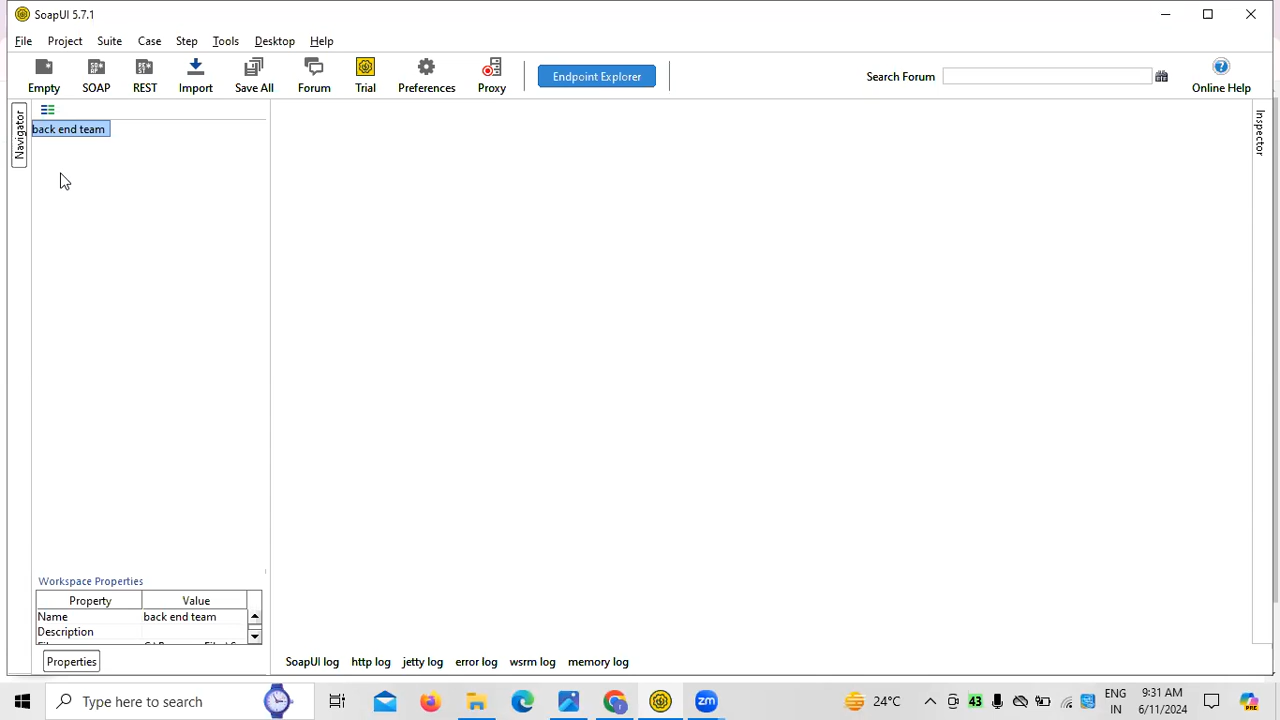 SoapUI 5.7.1
File Project Suite Case Step Tools Desktop Help
Empty SOAP REST Import Save All Forum Trial Preferences Proxy Endpoint Explorer Search Forum Online Help
Navigator
back end team
Inspector
Workspace Properties
Property Value
Name back end team
Description
Properties
SoapUI log http log jetty log error log wsrm log memory log
Type here to search
zm
24°C
43
ENG
IN
9:31 AM
6/11/2024
PRE